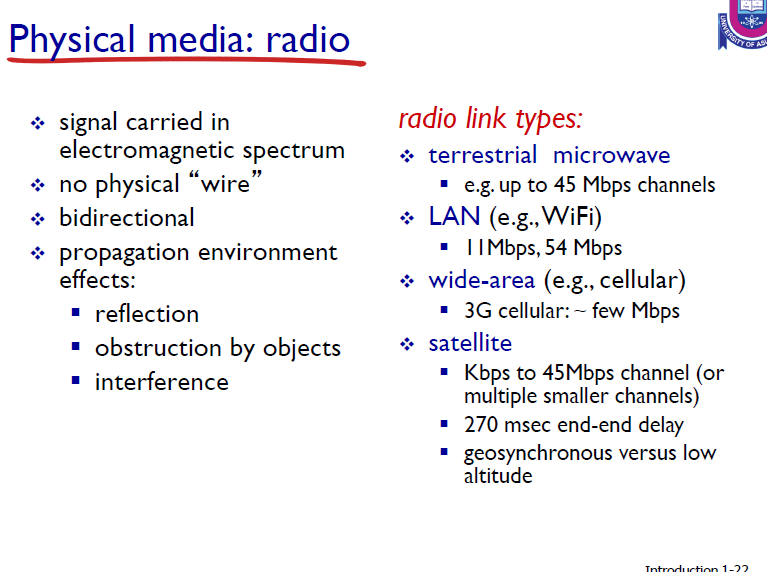 Physical media: radio
signal carried in
electromagnetic spectrum
no physical “wire”
bidirectional
propagation environment
effects:
reflection
obstruction by objects
interference
radio link types:
terrestrial microwave
e.g. up to 45 Mbps channels
LAN (e.g., WiFi)
11Mbps, 54 Mbps
wide-area (e.g., cellular)
3G cellular: ~ few Mbps
satellite
Kbps to 45Mbps channel (or
multiple smaller channels)
270 msec end-end delay
geosynchronous versus low
altitude
UNIVERSITY OF
Introduction 1-22